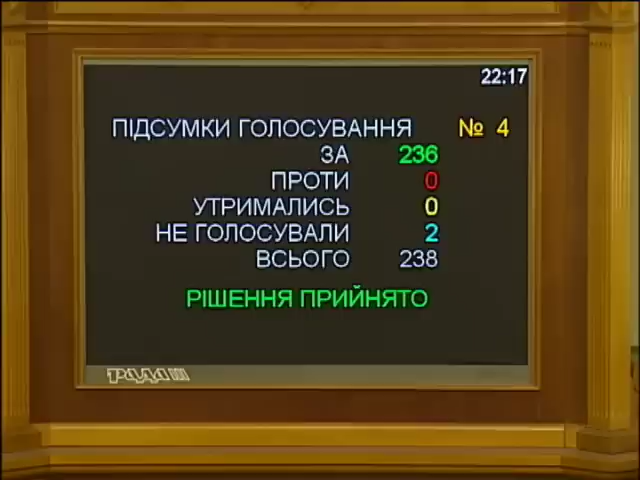 22:17
ПІДСУМКИ ГОЛОСУВАННЯ № 4
ЗА 236
ПРОТИ 0
УТРИМАЛИСЬ 0
НЕ ГОЛОСУВАЛИ 2
ВСЬОГО 238
РІШЕННЯ ПРИЙНЯТО
РАДА